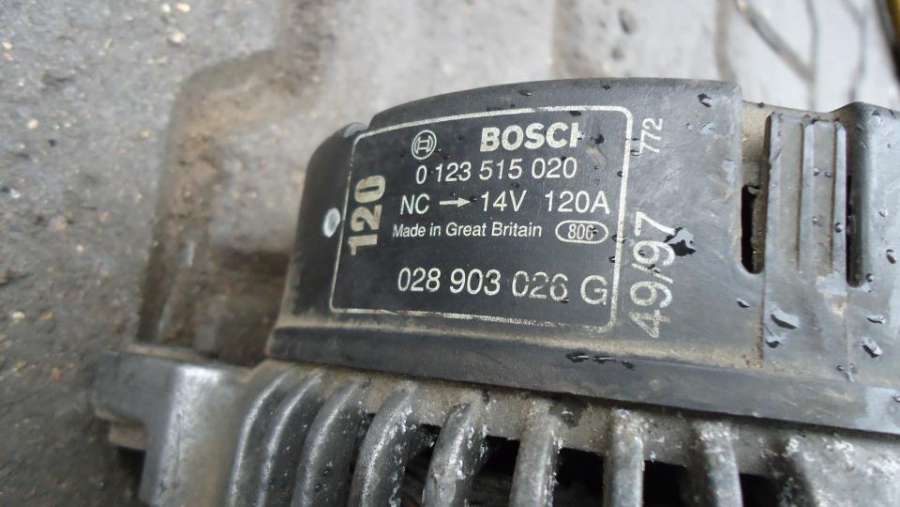 BOSCH
0 123 515 020
NC → 14V 120A
Made in Great Britain 806
028 903 026 G
120
49/97
772